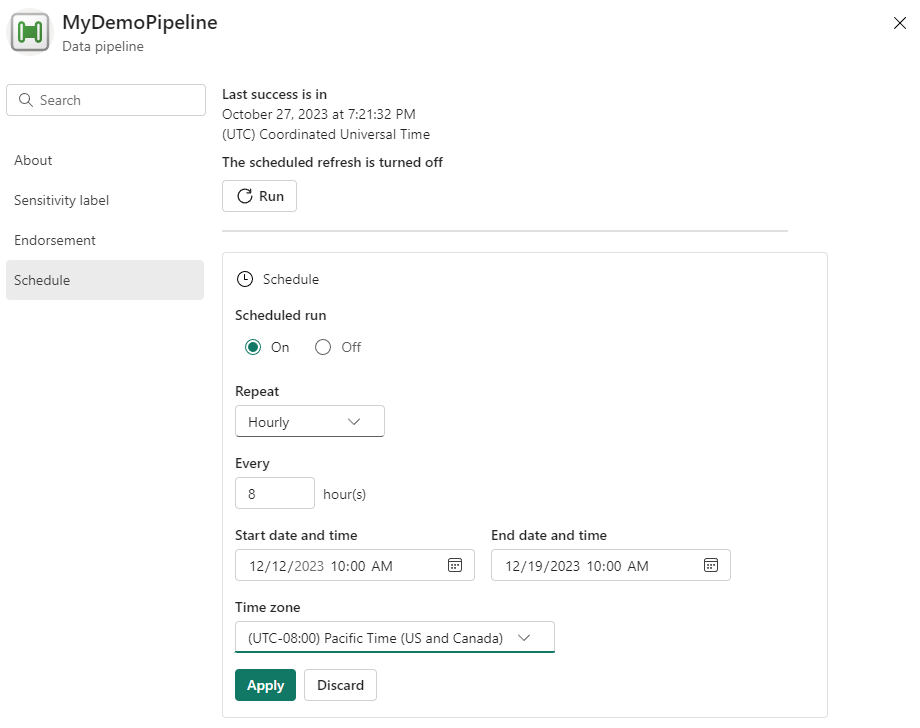 MyDemoPipeline
Data pipeline
Search
About
Sensitivity label
Endorsement
Schedule
Last success is in
October 27, 2023 at 7:21:32 PM
(UTC) Coordinated Universal Time
The scheduled refresh is turned off
Run
Schedule
Scheduled run
On Off
Repeat
Hourly
Every
8 hour(s)
Start date and time End date and time
12/12/2023 10:00 AM 12/19/2023 10:00 AM
Time zone
(UTC-08:00) Pacific Time (US and Canada)
Apply Discard